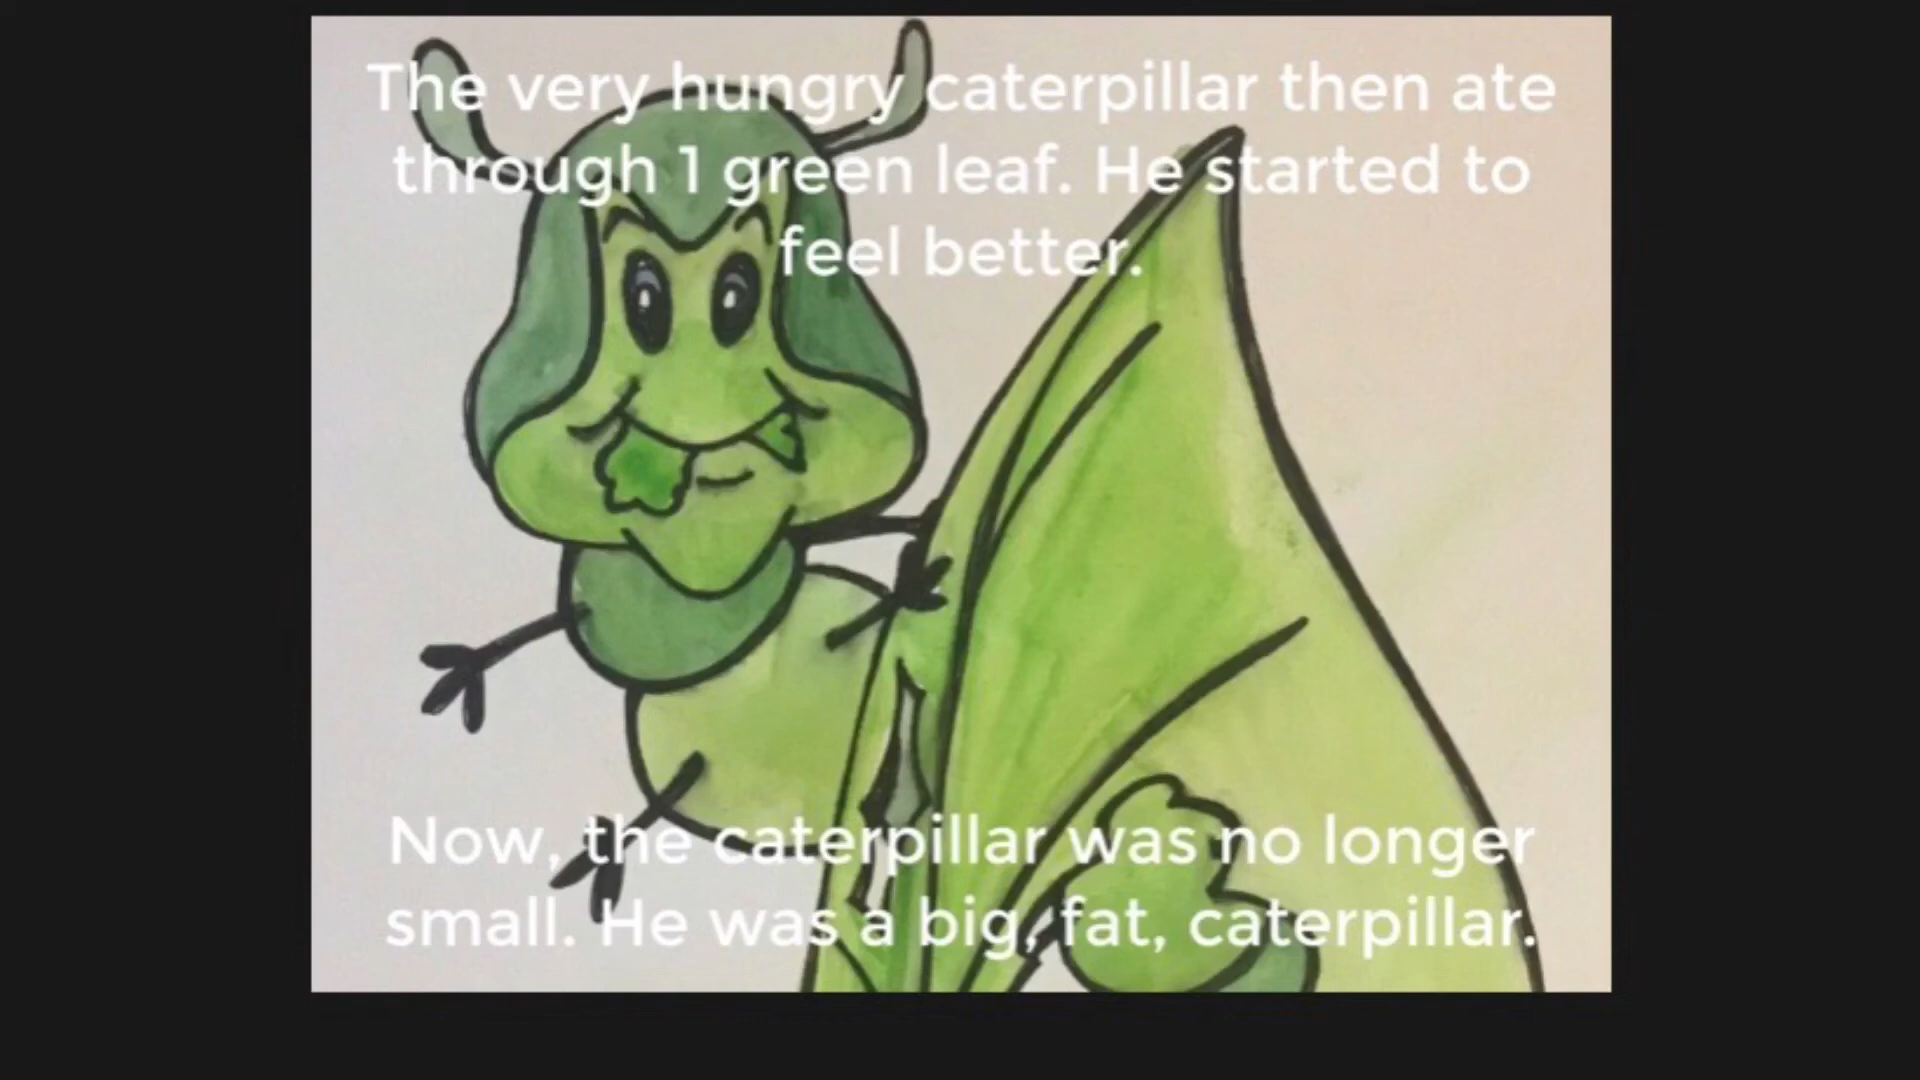 The very hungry caterpillar then ate
through 1 green leaf. He started to
feel better.
Now, the caterpillar was no longer
small. He was a big, fat, caterpillar.